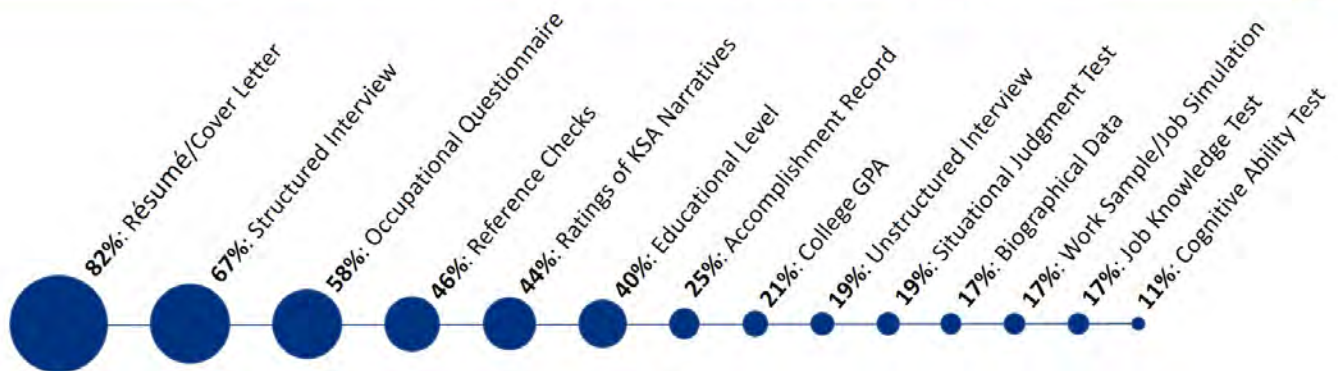 82%: Résumé/Cover Letter
67%: Structured Interview
58%: Occupational Questionnaire
46%: Reference Checks
44%: Ratings of KSA Narratives
40%: Educational Level
25%: Accomplishment Record
21%: College GPA
19%: Unstructured Interview
19%: Situational Judgment Test
17%: Biographical Data
17%: Work Sample/Job Simulation
17%: Job Knowledge Test
11%: Cognitive Ability Test